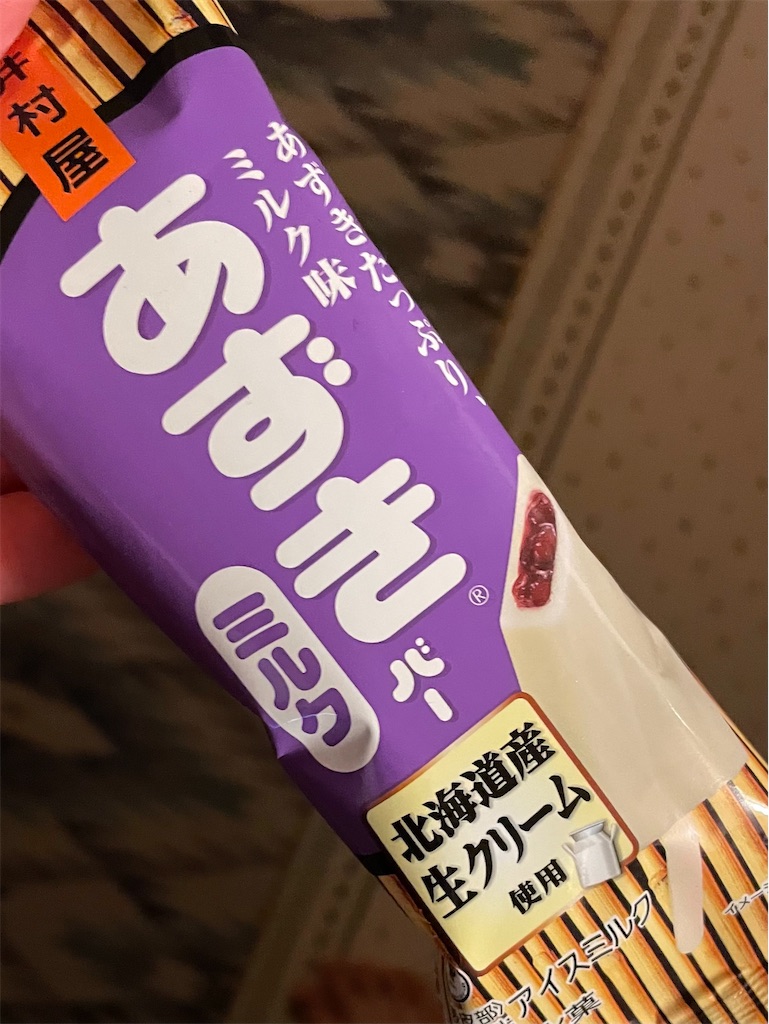 井村屋
あずきたっぷり、
ミルク味
あずき
バー
®
ミルク
北海道産
生クリーム
使用
アイスミルク